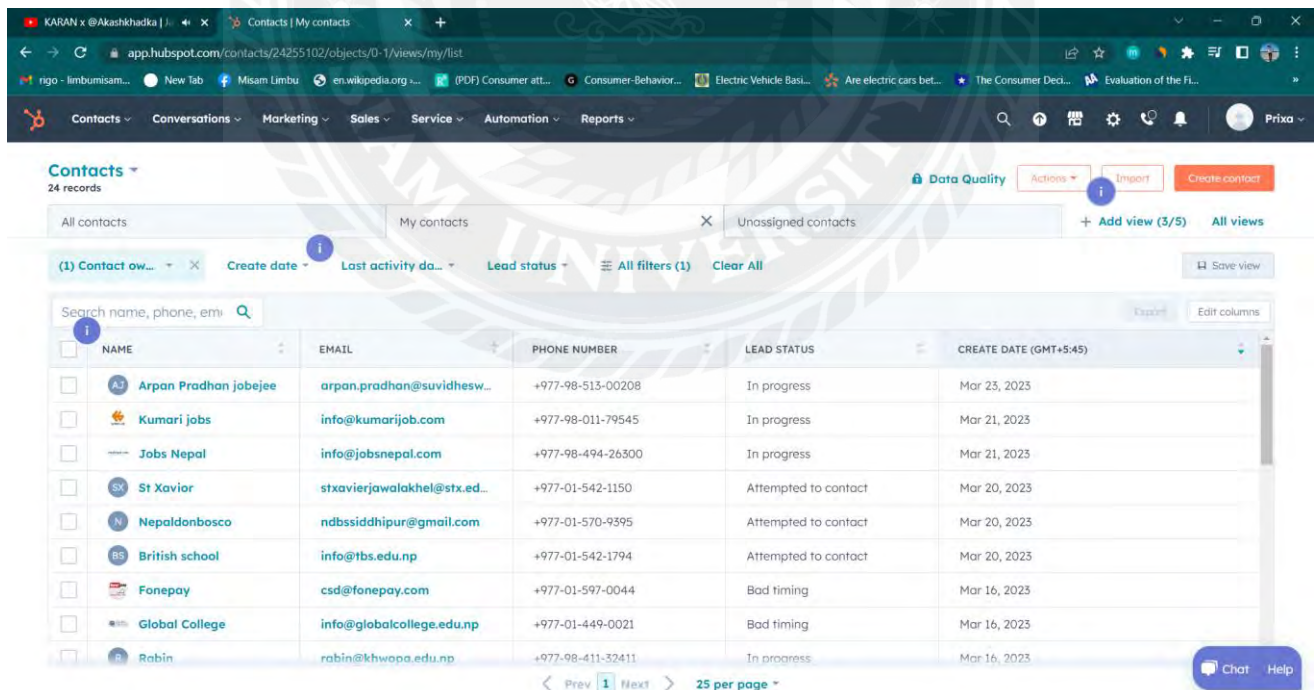 KARAN x @Akashkhadka | J
Contacts | My contacts
app.hubspot.com/contacts/24255102/objects/0-1/views/my/list
rigo - limbumisam... New Tab Misam Limbu en.wikipedia.org ›... (PDF) Consumer att... Consumer-Behavior... Electric Vehicle Basi... Are electric cars bet... The Consumer Deci... Evaluation of the Fi... »
Contacts Conversations Marketing Sales Service Automation Reports Prixa
Contacts
24 records
Data Quality Actions Import Create contact
All contacts My contacts Unassigned contacts + Add view (3/5) All views
(1) Contact ow... Create date Last activity da... Lead status All filters (1) Clear All Save view
Search name, phone, em Export Edit columns
NAME EMAIL PHONE NUMBER LEAD STATUS CREATE DATE (GMT+5:45)
AJ Arpan Pradhan jobejee arpan.pradhan@suvidhesw... +977-98-513-00208 In progress Mar 23, 2023
Kumari jobs info@kumarijob.com +977-98-011-79545 In progress Mar 21, 2023
Jobs Nepal info@jobsnepal.com +977-98-494-26300 In progress Mar 21, 2023
SX St Xavior stxavierjawalakhel@stx.ed... +977-01-542-1150 Attempted to contact Mar 20, 2023
N Nepaldonbosco ndbssiddhipur@gmail.com +977-01-570-9395 Attempted to contact Mar 20, 2023
BS British school info@tbs.edu.np +977-01-542-1794 Attempted to contact Mar 20, 2023
Fonepay csd@fonepay.com +977-01-597-0044 Bad timing Mar 16, 2023
Global College info@globalcollege.edu.np +977-01-449-0021 Bad timing Mar 16, 2023
R Rabin rabin@khwopa.edu.np +977-98-411-32411 In progress Mar 16, 2023
Prev 1 Next 25 per page
Chat Help
SIAM UNIVERSITY